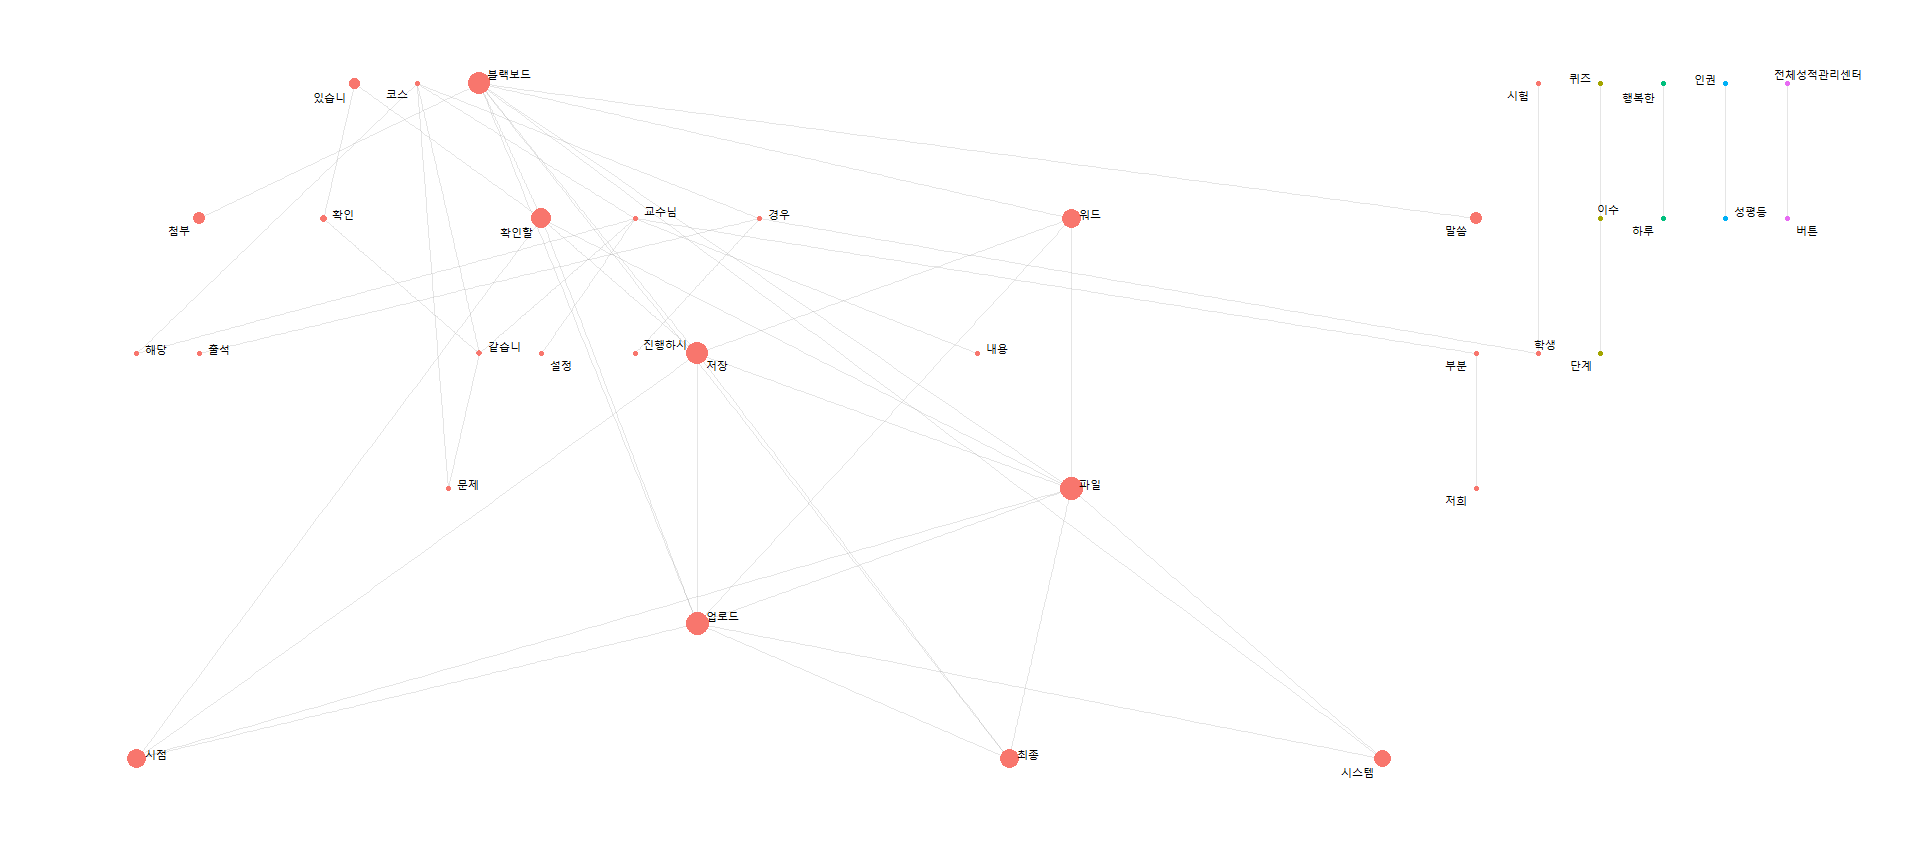 블랙보드
있습니
코스
시험
퀴즈
행복한
인권
전체성적관리센터
첨부
확인
확인할
교수님
경우
워드
말씀
이수
하루
성평등
버튼
해당
출석
같습니
설정
진행하시
저장
내용
부분
학생
단계
문제
파일
저희
업로드
시점
최종
시스템